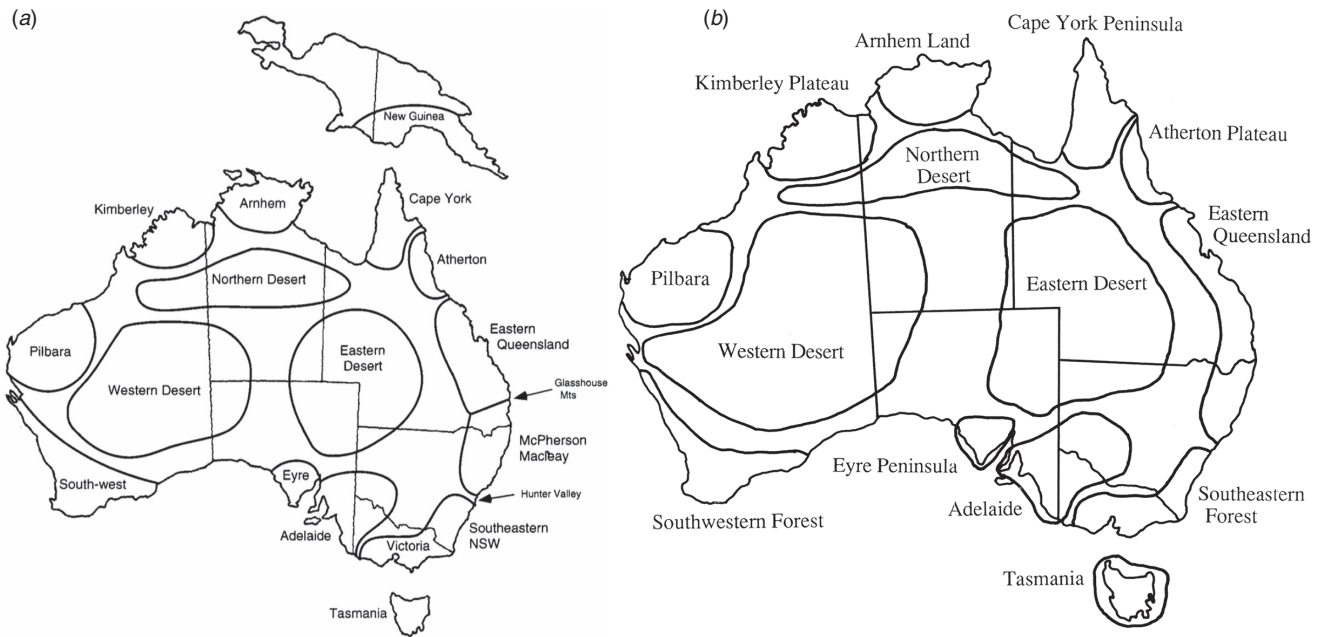 (a)
New Guinea
Kimberley
Arnhem
Cape York
Northern Desert
Atherton
Pilbara
Western Desert
Eastern
Desert
Eastern
Queensland
Glasshouse
Mts
McPherson
Macleay
South-west
Eyre
Hunter Valley
Adelaide
Victoria
Southeastern
NSW
Tasmania
(b)
Cape York Peninsula
Arnhem Land
Kimberley Plateau
Atherton Plateau
Northern
Desert
Eastern
Queensland
Pilbara
Eastern Desert
Western Desert
Eyre Peninsula
Southwestern Forest
Adelaide
Southeastern
Forest
Tasmania